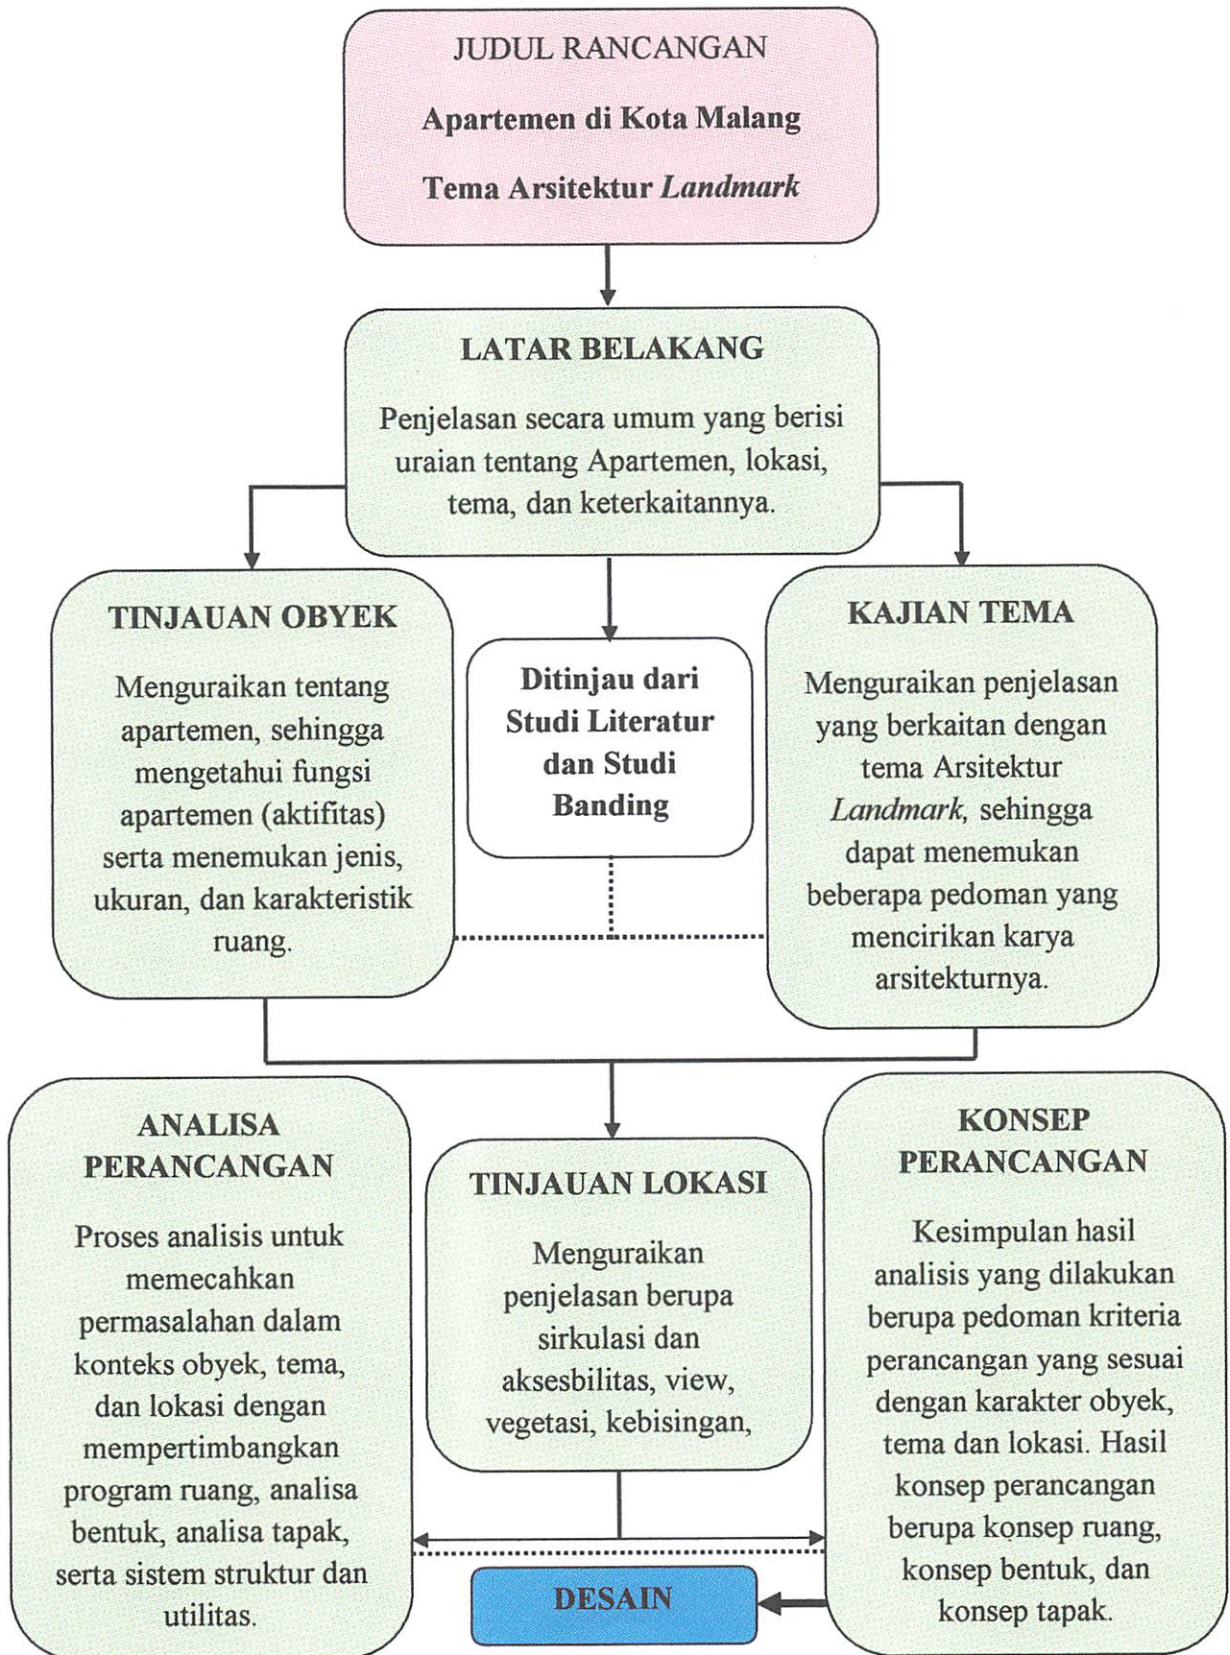 JUDUL RANCANGAN
Apartemen di Kota Malang
Tema Arsitektur Landmark
LATAR BELAKANG
Penjelasan secara umum yang berisi
uraian tentang Apartemen, lokasi,
tema, dan keterkaitannya.
TINJAUAN OBYEK
Menguraikan tentang
apartemen, sehingga
mengetahui fungsi
apartemen (aktifitas)
serta menemukan jenis,
ukuran, dan karakteristik
ruang.
Ditinjau dari
Studi Literatur
dan Studi
Banding
KAJIAN TEMA
Menguraikan penjelasan
yang berkaitan dengan
tema Arsitektur
Landmark, sehingga
dapat menemukan
beberapa pedoman yang
mencirikan karya
arsitekturnya.
ANALISA
PERANCANGAN
Proses analisis untuk
memecahkan
permasalahan dalam
konteks obyek, tema,
dan lokasi dengan
mempertimbangkan
program ruang, analisa
bentuk, analisa tapak,
serta sistem struktur dan
utilitas.
TINJAUAN LOKASI
Menguraikan
penjelasan berupa
sirkulasi dan
aksesbilitas, view,
vegetasi, kebisingan,
KONSEP
PERANCANGAN
Kesimpulan hasil
analisis yang dilakukan
berupa pedoman kriteria
perancangan yang sesuai
dengan karakter obyek,
tema dan lokasi. Hasil
konsep perancangan
berupa konsep ruang,
konsep bentuk, dan
konsep tapak.
DESAIN